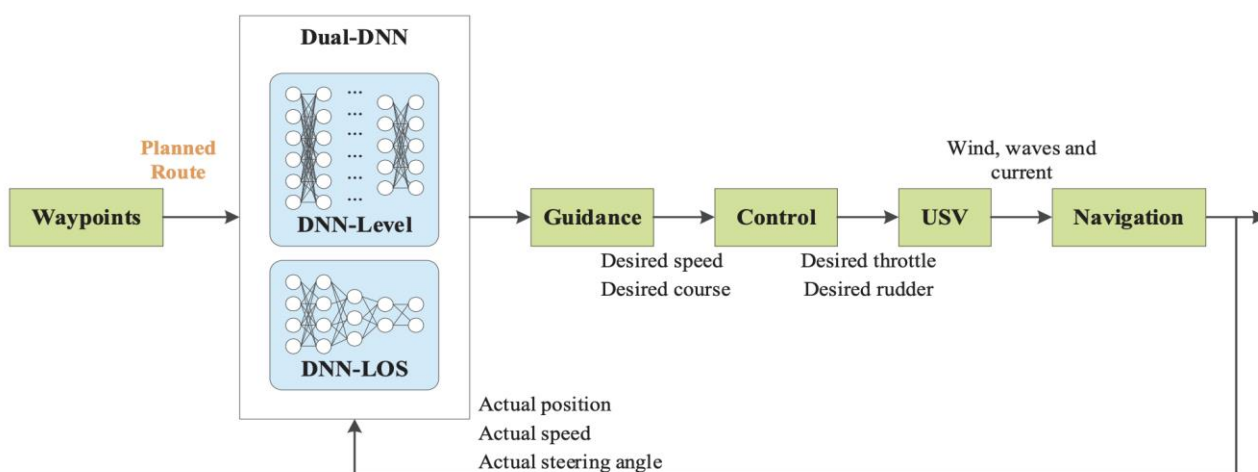 Dual-DNN
... 
...
...
...
...
...
DNN-Level
DNN-LOS
Planned
Route
Waypoints
Guidance
Desired speed
Desired course
Control
Desired throttle
Desired rudder
USV
Wind, waves and
current
Navigation
Actual position
Actual speed
Actual steering angle